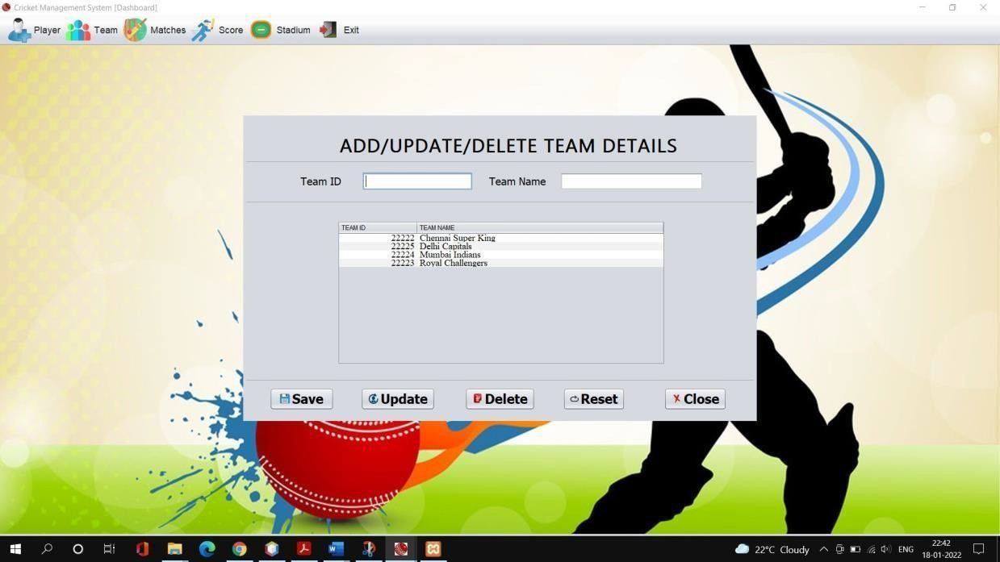 Cricket Management System [Dashboard]
Player Team Matches Score Stadium Exit
ADD/UPDATE/DELETE TEAM DETAILS
Team ID Team Name
TEAM ID TEAM NAME
22222 Chennai Super King
22225 Delhi Capitals
22224 Mumbai Indians
22223 Royal Challengers
Save Update Delete Reset Close
22°C Cloudy ENG 22:42
18-01-2022